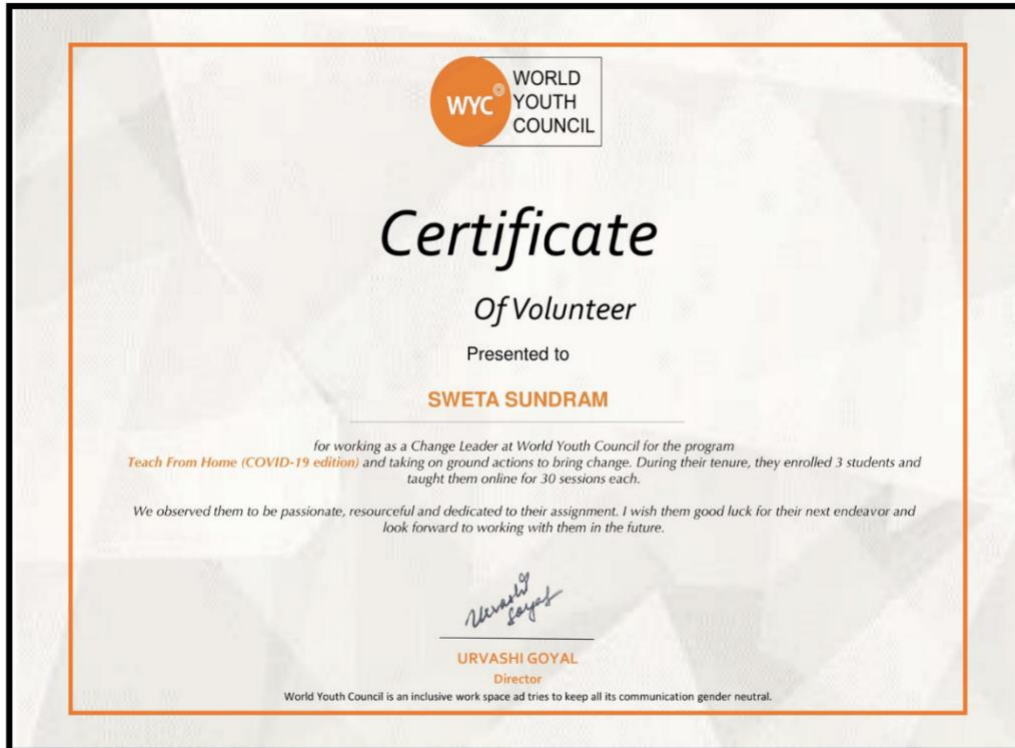 WYC
WORLD
YOUTH
COUNCIL
Certificate
Of Volunteer
Presented to
SWETA SUNDRAM
for working as a Change Leader at World Youth Council for the program
Teach From Home (COVID-19 edition) and taking on ground actions to bring change. During their tenure, they enrolled 3 students and
taught them online for 30 sessions each.
We observed them to be passionate, resourceful and dedicated to their assignment. I wish them good luck for their next endeavor and
look forward to working with them in the future.
Urvashi
Goyal
URVASHI GOYAL
Director
World Youth Council is an inclusive work space ad tries to keep all its communication gender neutral.